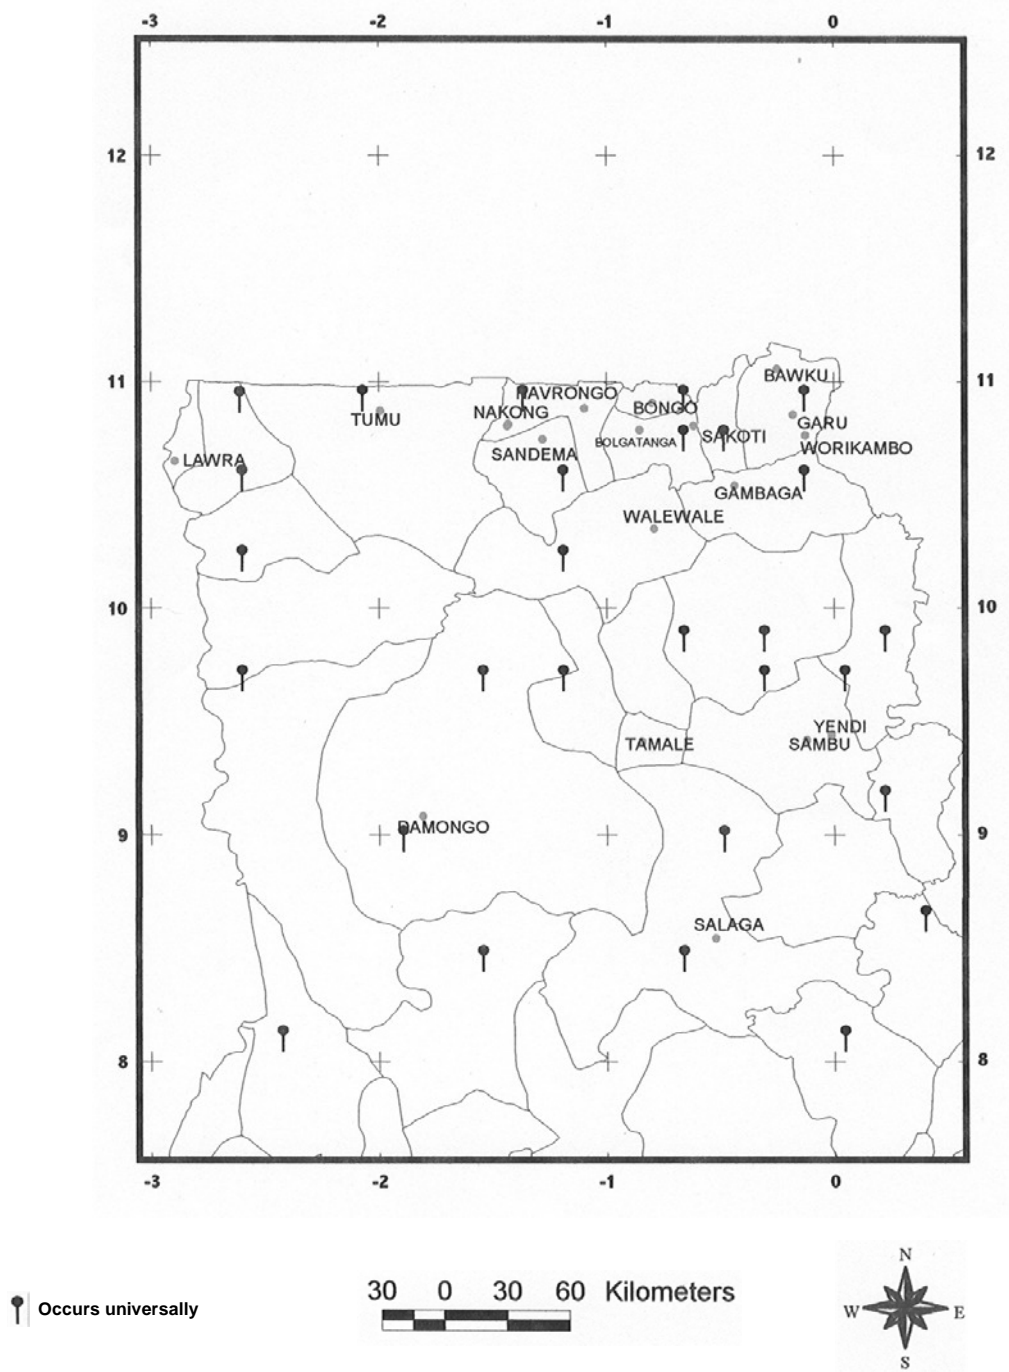 -3 -2 -1 0
12 12
11 11
BAWKU
NAVRONGO
BONGO
NAKONG
TUMU
GARU
SAKOTI
BOLGATANGA
WORIKAMBO
SANDEMA
LAWRA
GAMBAGA
WALEWALE
10 10
YENDI
TAMALE
SAMBU
DAMONGO
9 9
SALAGA
8 8
-3 -2 -1 0
N
W E
S
30 0 30 60 Kilometers
Occurs universally